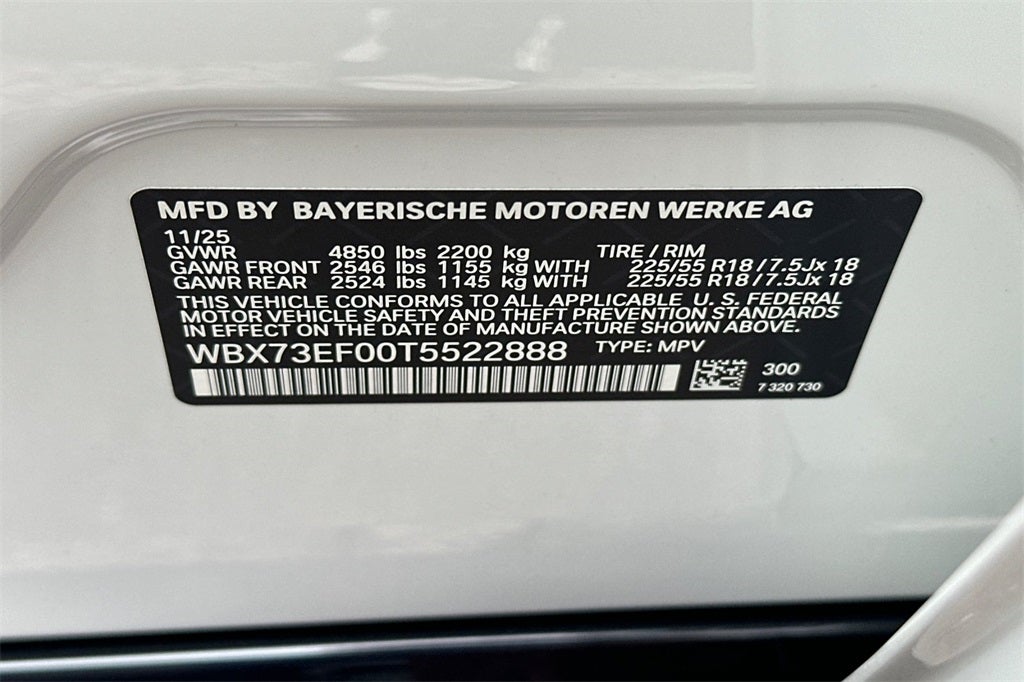 MFD BY BAYERISCHE MOTOREN WERKE AG
11/25
GVWR 4850 lbs 2200 kg TIRE / RIM
GAWR FRONT 2546 lbs 1155 kg WITH 225/55 R18 / 7.5Jx 18
GAWR REAR 2524 lbs 1145 kg WITH 225/55 R18 / 7.5Jx 18
THIS VEHICLE CONFORMS TO ALL APPLICABLE U. S. FEDERAL
MOTOR VEHICLE SAFETY AND THEFT PREVENTION STANDARDS
IN EFFECT ON THE DATE OF MANUFACTURE SHOWN ABOVE.
WBX73EF00T5522888 TYPE: MPV
300
7 320 730